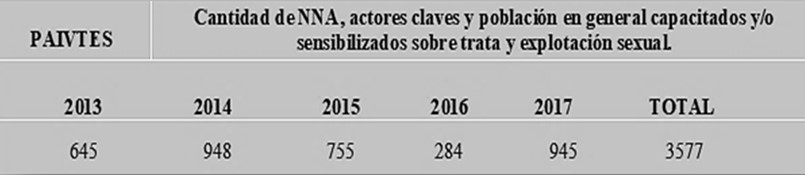 PAIVTES
Cantidad de NNA, actores claves y población en general capacitados y/o
sensibilizados sobre trata y explotación sexual.
2013 2014 2015 2016 2017 TOTAL
645 948 755 284 945 3577